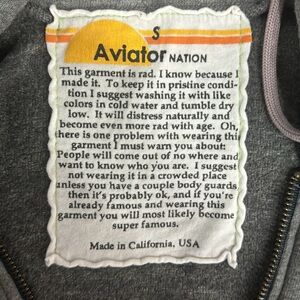 S
Aviator NATION
This garment is rad. I know because I
made it. To keep it in pristine condi-
tion I suggest washing it with like
colors in cold water and tumble dry
low. It will distress naturally and
become even more rad with age. Oh,
there is one problem with wearing this
garment I must warn you about:
People will come out of no where and
want to know who you are. I suggest
not wearing it in a crowded place
unless you have a couple body guards
then it's probably ok, and if you're
already famous and wearing this
garment you will most likely become
super famous.
Made in California, USA